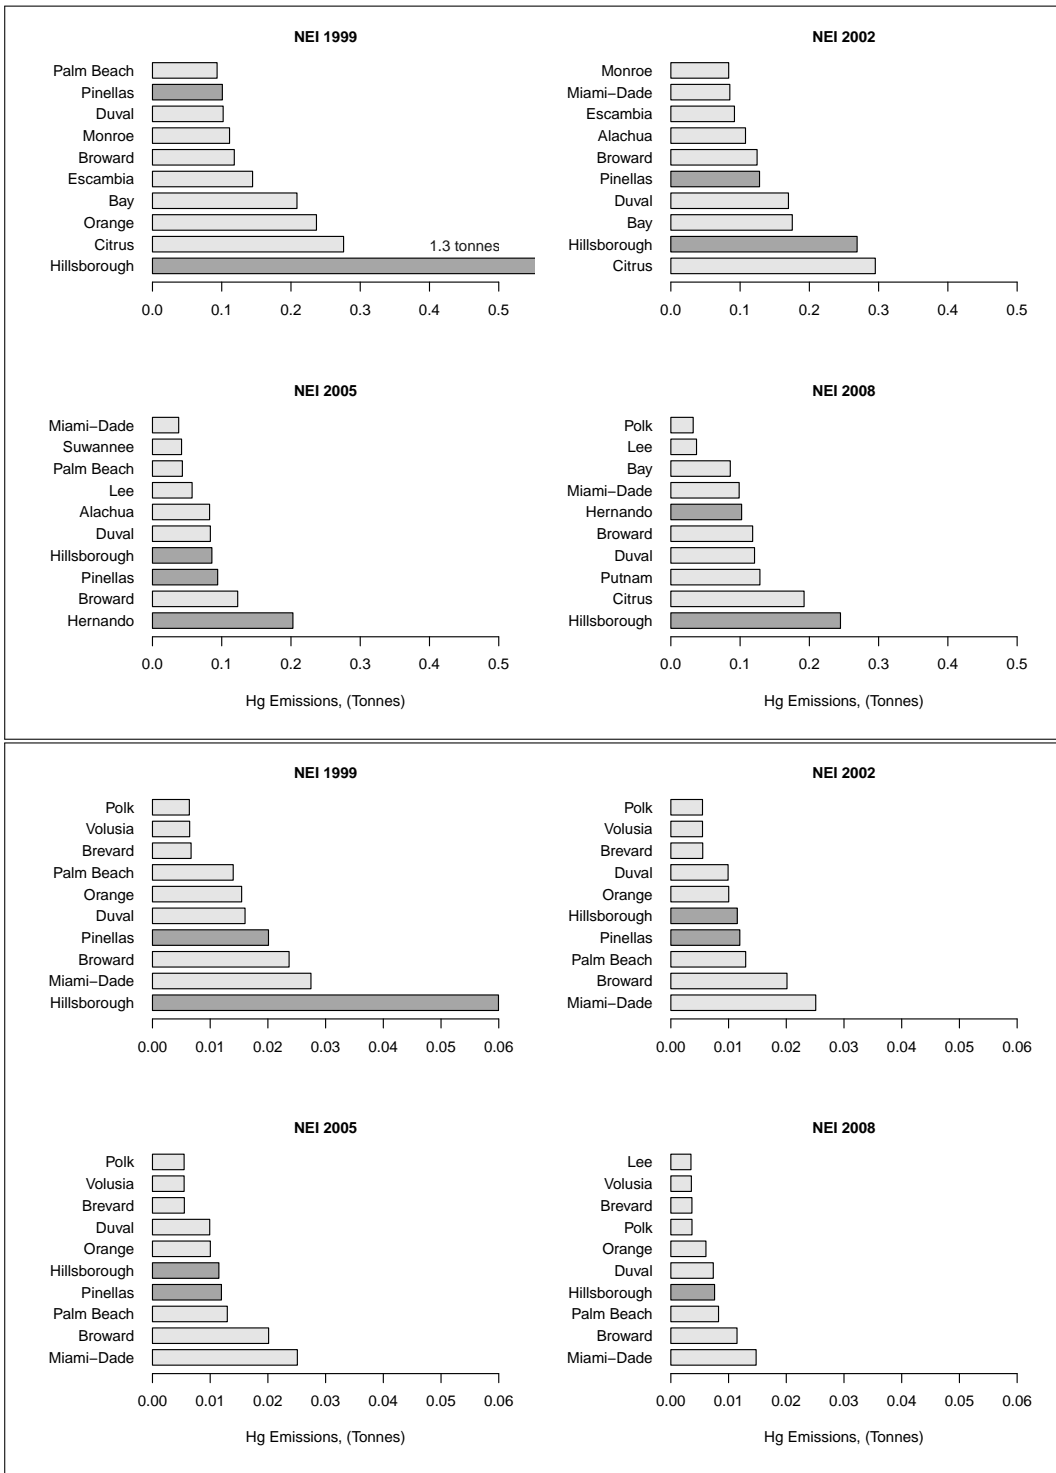 NEI 1999
Palm Beach
Pinellas
Duval
Monroe
Broward
Escambia
Bay
Orange
Citrus
1.3 tonnes
Hillsborough
0.0 0.1 0.2 0.3 0.4 0.5
NEI 2002
Monroe
Miami−Dade
Escambia
Alachua
Broward
Pinellas
Duval
Bay
Hillsborough
Citrus
0.0 0.1 0.2 0.3 0.4 0.5
NEI 2005
Miami−Dade
Suwannee
Palm Beach
Lee
Alachua
Duval
Hillsborough
Pinellas
Broward
Hernando
0.0 0.1 0.2 0.3 0.4 0.5
Hg Emissions, (Tonnes)
NEI 2008
Polk
Lee
Bay
Miami−Dade
Hernando
Broward
Duval
Putnam
Citrus
Hillsborough
0.0 0.1 0.2 0.3 0.4 0.5
Hg Emissions, (Tonnes)
NEI 1999
Polk
Volusia
Brevard
Palm Beach
Orange
Duval
Pinellas
Broward
Miami−Dade
Hillsborough
0.00 0.01 0.02 0.03 0.04 0.05 0.06
NEI 2002
Polk
Volusia
Brevard
Duval
Orange
Hillsborough
Pinellas
Palm Beach
Broward
Miami−Dade
0.00 0.01 0.02 0.03 0.04 0.05 0.06
NEI 2005
Polk
Volusia
Brevard
Duval
Orange
Hillsborough
Pinellas
Palm Beach
Broward
Miami−Dade
0.00 0.01 0.02 0.03 0.04 0.05 0.06
Hg Emissions, (Tonnes)
NEI 2008
Lee
Volusia
Brevard
Polk
Orange
Duval
Hillsborough
Palm Beach
Broward
Miami−Dade
0.00 0.01 0.02 0.03 0.04 0.05 0.06
Hg Emissions, (Tonnes)